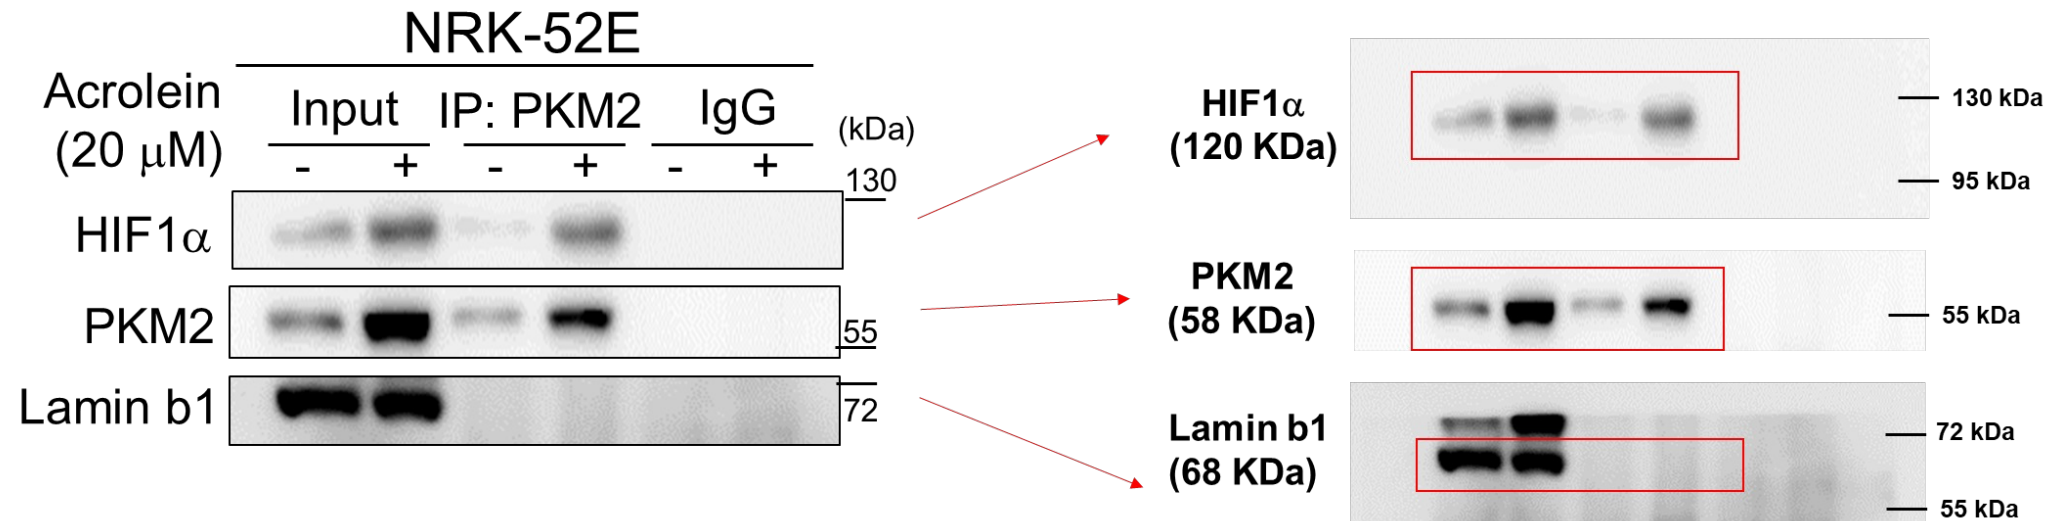 NRK-52E
Acrolein
(20 μM)
Input
IP: PKM2
IgG
(kDa)
- + - + - +
130
HIF1α
PKM2
55
Lamin b1
72
HIF1α
(120 KDa)
130 kDa
95 kDa
PKM2
(58 KDa)
55 kDa
Lamin b1
(68 KDa)
72 kDa
55 kDa